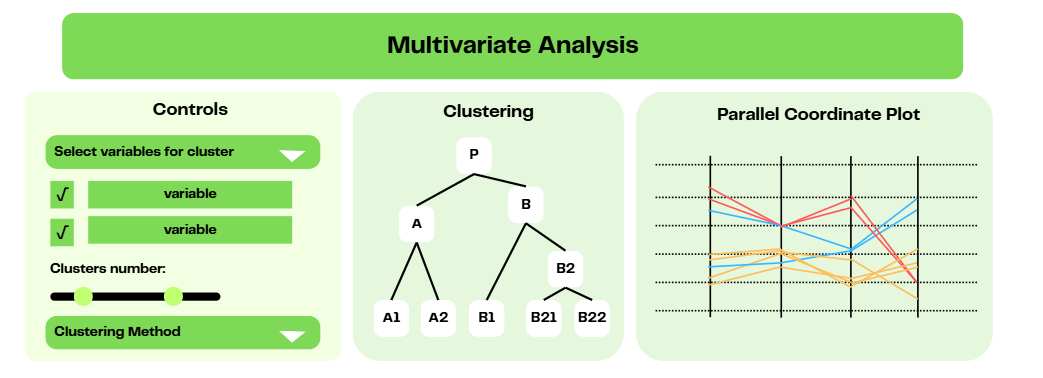 Multivariate Analysis
Controls
Select variables for cluster
√ variable
√ variable
Clusters number:
Clustering Method
Clustering
P
A B
B2
A1 A2 B1 B21 B22
Parallel Coordinate Plot